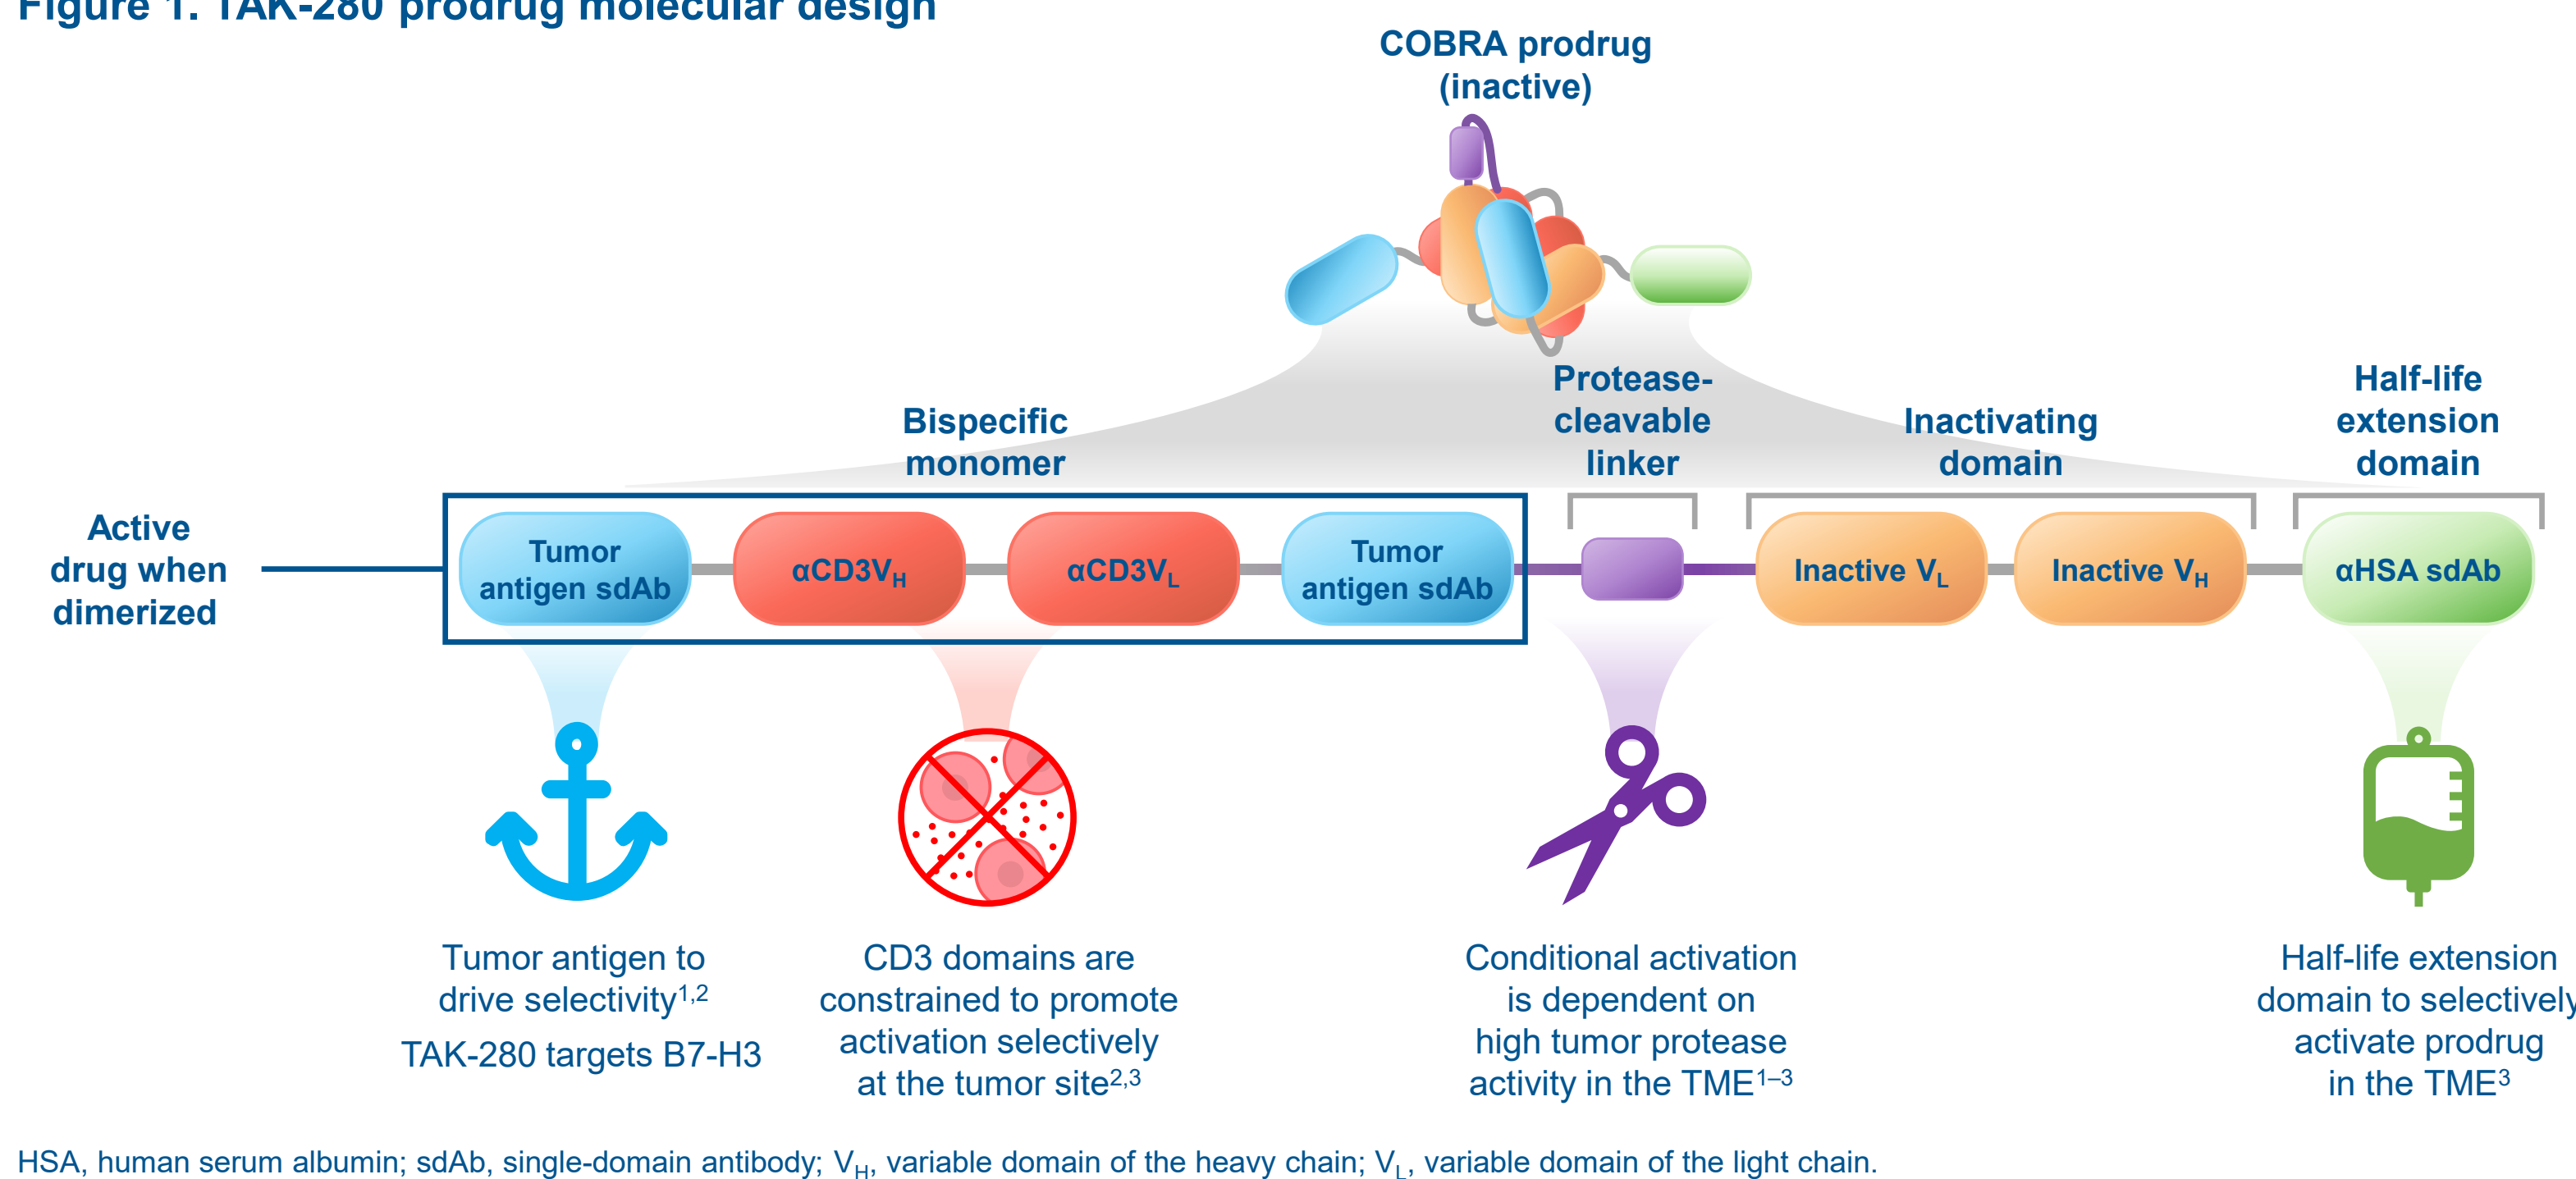 Figure 1. TAK-280 prodrug molecular design
COBRA prodrug
(inactive)
Bispecific
monomer
Protease-
cleavable
linker
Inactivating
domain
Half-life
extension
domain
Active
drug when
dimerized
Tumor
antigen sdAb
αCD3VH
αCD3VL
Tumor
antigen sdAb
Inactive VL
Inactive VH
αHSA sdAb
Tumor antigen to
drive selectivity1,2
TAK-280 targets B7-H3
CD3 domains are
constrained to promote
activation selectively
at the tumor site2,3
Conditional activation
is dependent on
high tumor protease
activity in the TME1–3
Half-life extension
domain to selectively
activate prodrug
in the TME3
HSA, human serum albumin; sdAb, single-domain antibody; VH, variable domain of the heavy chain; VL, variable domain of the light chain.